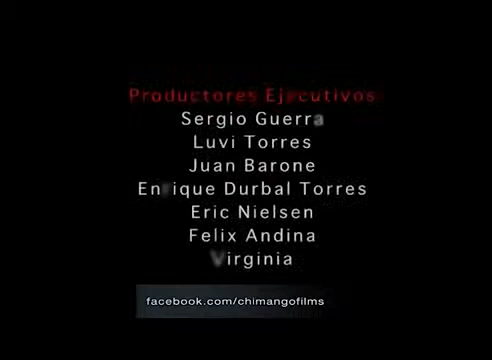 Productores Ejecutivos
Sergio Guerra
Luvi Torres
Juan Barone
Enrique Durbal Torres
Eric Nielsen
Felix Andina
Virginia
facebook.com/chimangofilms